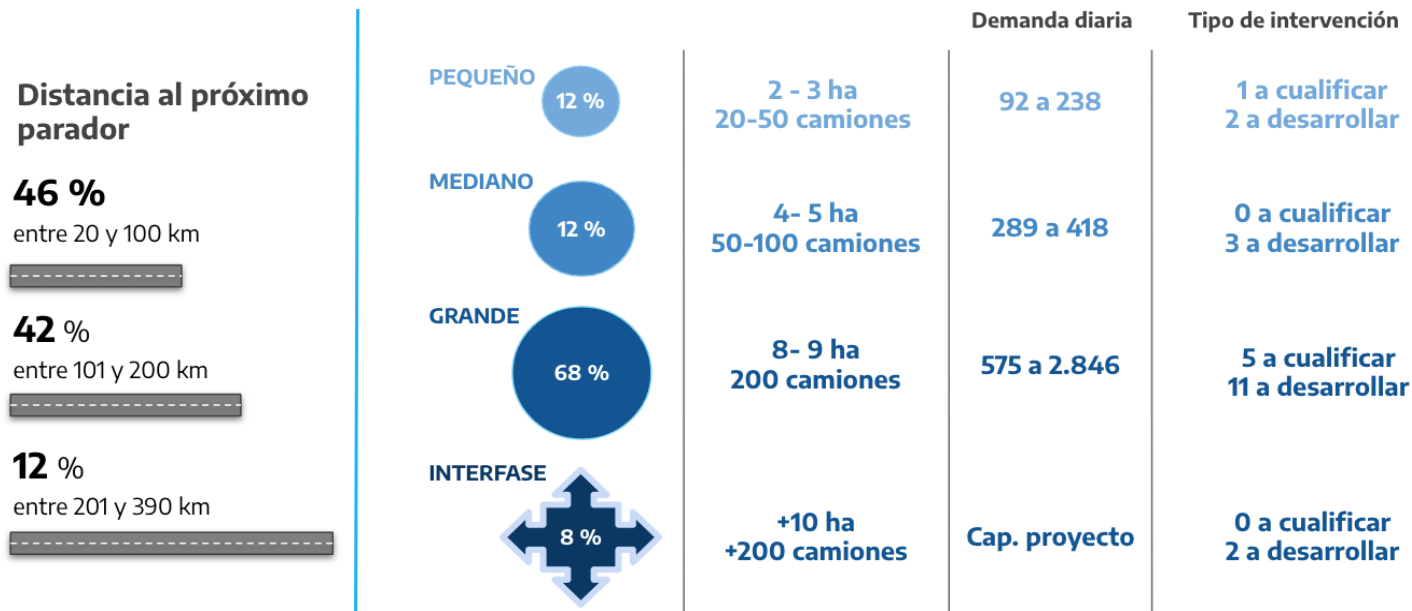 Distancia al próximo
parador
46 %
entre 20 y 100 km
42 %
entre 101 y 200 km
12 %
entre 201 y 390 km
Demanda diaria
Tipo de intervención
PEQUEÑO
12 %
2 - 3 ha
20-50 camiones
92 a 238
1 a cualificar
2 a desarrollar
MEDIANO
12 %
4- 5 ha
50-100 camiones
289 a 418
0 a cualificar
3 a desarrollar
GRANDE
68 %
8- 9 ha
200 camiones
575 a 2.846
5 a cualificar
11 a desarrollar
INTERFASE
8 %
+10 ha
+200 camiones
Cap. proyecto
0 a cualificar
2 a desarrollar